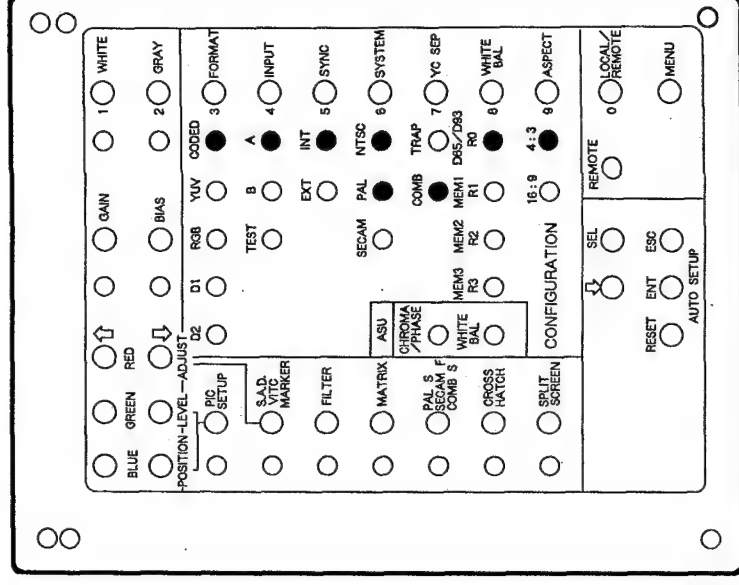 BLUE GREEN RED GAIN 1 WHITE
BIAS 2 GRAY
POSITION-LEVEL-ADJUST
PIC SETUP
D2 D1 RGB YUV CODED
3 FORMAT
S.A.D. VITC MARKER
TEST B A
4 INPUT
FILTER
EXT INT
5 SYNC
MATRIX
ASU
SECAM PAL NTSC
6 SYSTEM
PAL S
SECAM F
COMB S
CHROMA
/PHASE
COMB TRAP
7 YC SEP
CROSS HATCH
WHITE BAL
MEM3 MEM2 MEM1 D65/D93
R3 R2 R1 R0
8 WHITE BAL
SPLIT SCREEN
CONFIGURATION
16:9 4:3
9 ASPECT
SEL
REMOTE
0 LOCAL/
REMOTE
RESET ENT ESC
MENU
AUTO SETUP